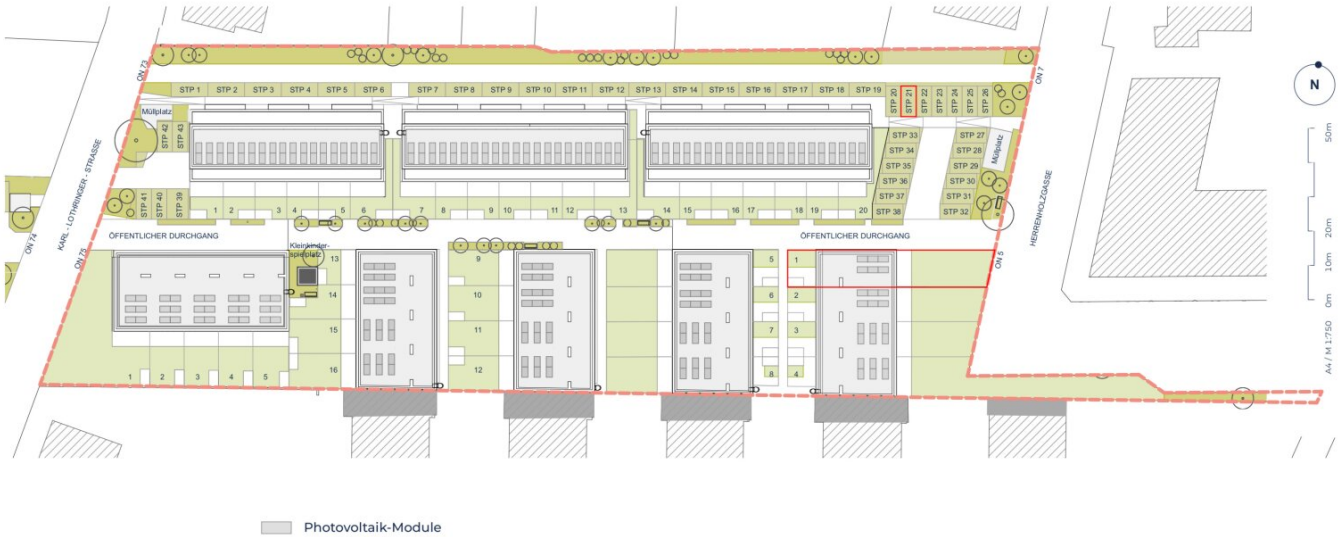 ON 73
STP 1 STP 2 STP 3 STP 4 STP 5 STP 6 STP 7 STP 8 STP 9 STP 10 STP 11 STP 12 STP 13 STP 14 STP 15 STP 16 STP 17 STP 18 STP 19
STP 20
STP 21
STP 22
STP 23
STP 24
STP 25
STP 26
ON 7
N
Müllplatz
STP 42
STP 43
STP 33
STP 34
STP 35
STP 36
STP 37
STP 38
STP 27
STP 28
STP 29
STP 30
STP 31
STP 32
Müllplatz
KARL - LOTHRINGER - STRASSE
HERRENHOLZGASSE
STP 41
STP 40
STP 39
1 2 3 4 5 6 7 8 9 10 11 12 13 14 15 16 17 18 19 20
ON 74
ON 75
ÖFFENTLICHER DURCHGANG
ÖFFENTLICHER DURCHGANG
ON 5
Kleinkinder-
spielplatz
13
14
15
16
9
10
11
12
5
6
7
8
1
2
3
4
1 2 3 4 5
50m
20m
10m
0m
A4 / M 1:750
Photovoltaik-Module